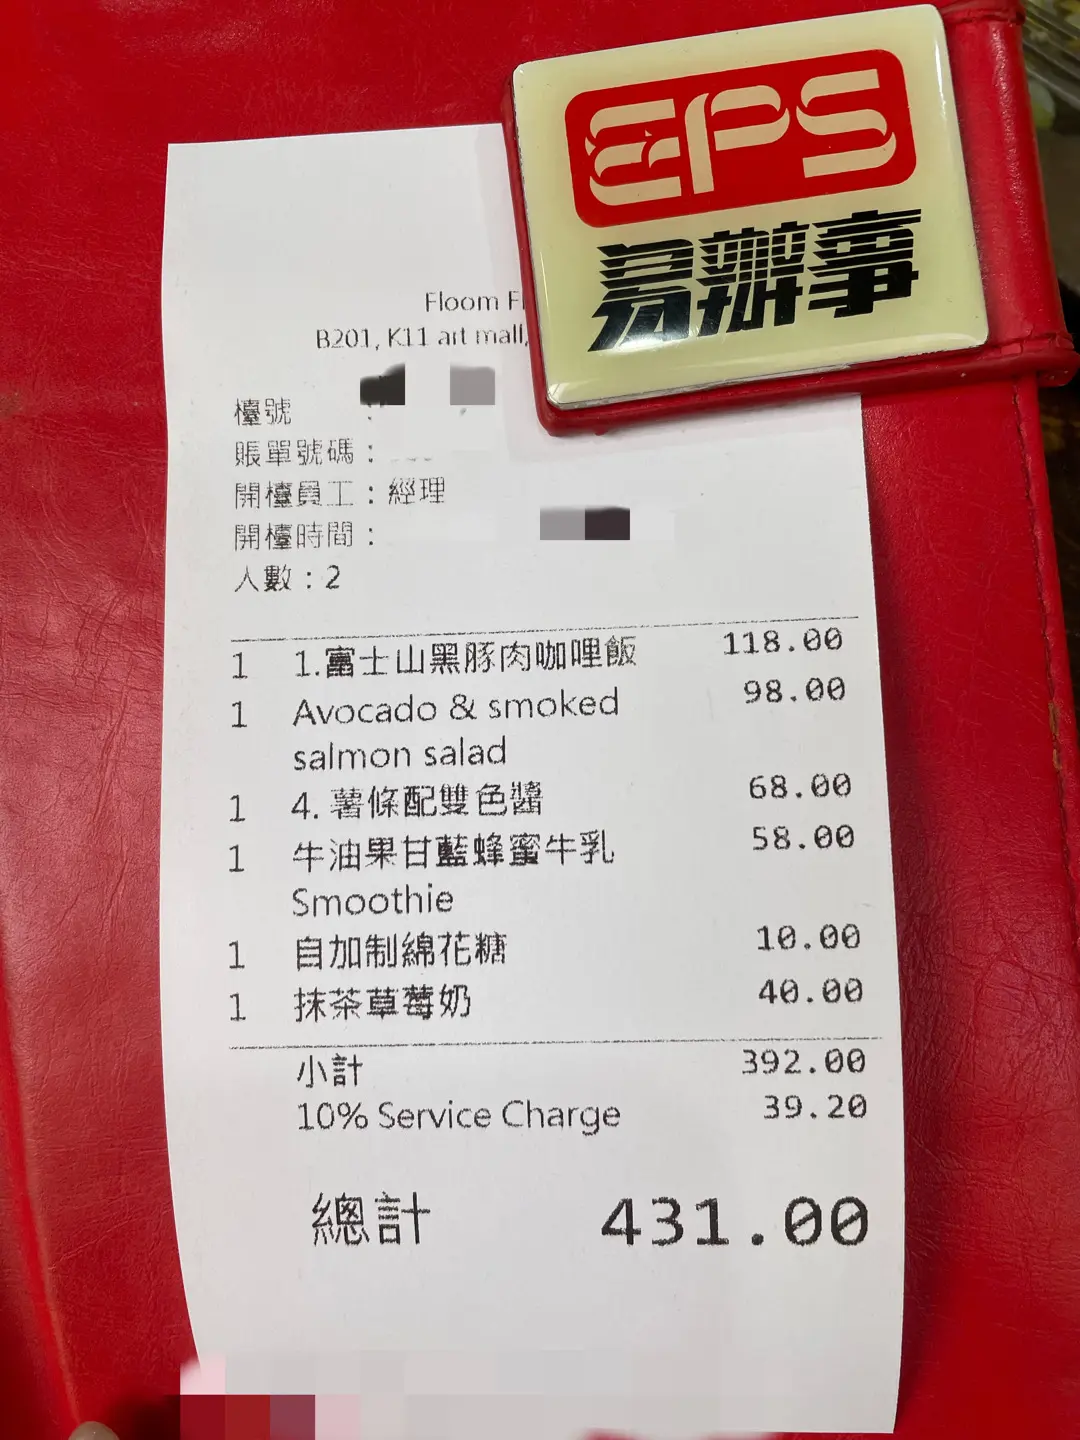 EPS
易辦事
Floom
B201, K11 art mall,
檯號 :
賬單號碼 :
開檯員工 : 經理
開檯時間 :
人數 : 2
1 1.富士山黑豚肉咖哩飯 118.00
1 Avocado & smoked 98.00
salmon salad
1 4. 薯條配雙色醬 68.00
1 牛油果甘藍蜂蜜牛乳 58.00
Smoothie
1 自加制綿花糖 10.00
1 抹茶草莓奶 40.00
小計 392.00
10% Service Charge 39.20
總計 431.00